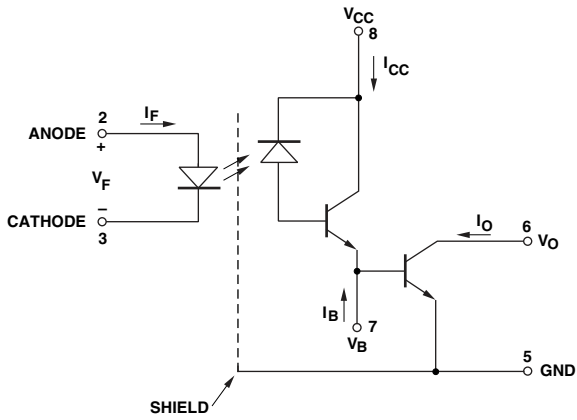 VCC
8
ICC
2
IF
ANODE
+
VF
–
CATHODE
3
IO
6
VO
IB
7
VB
5
GND
SHIELD